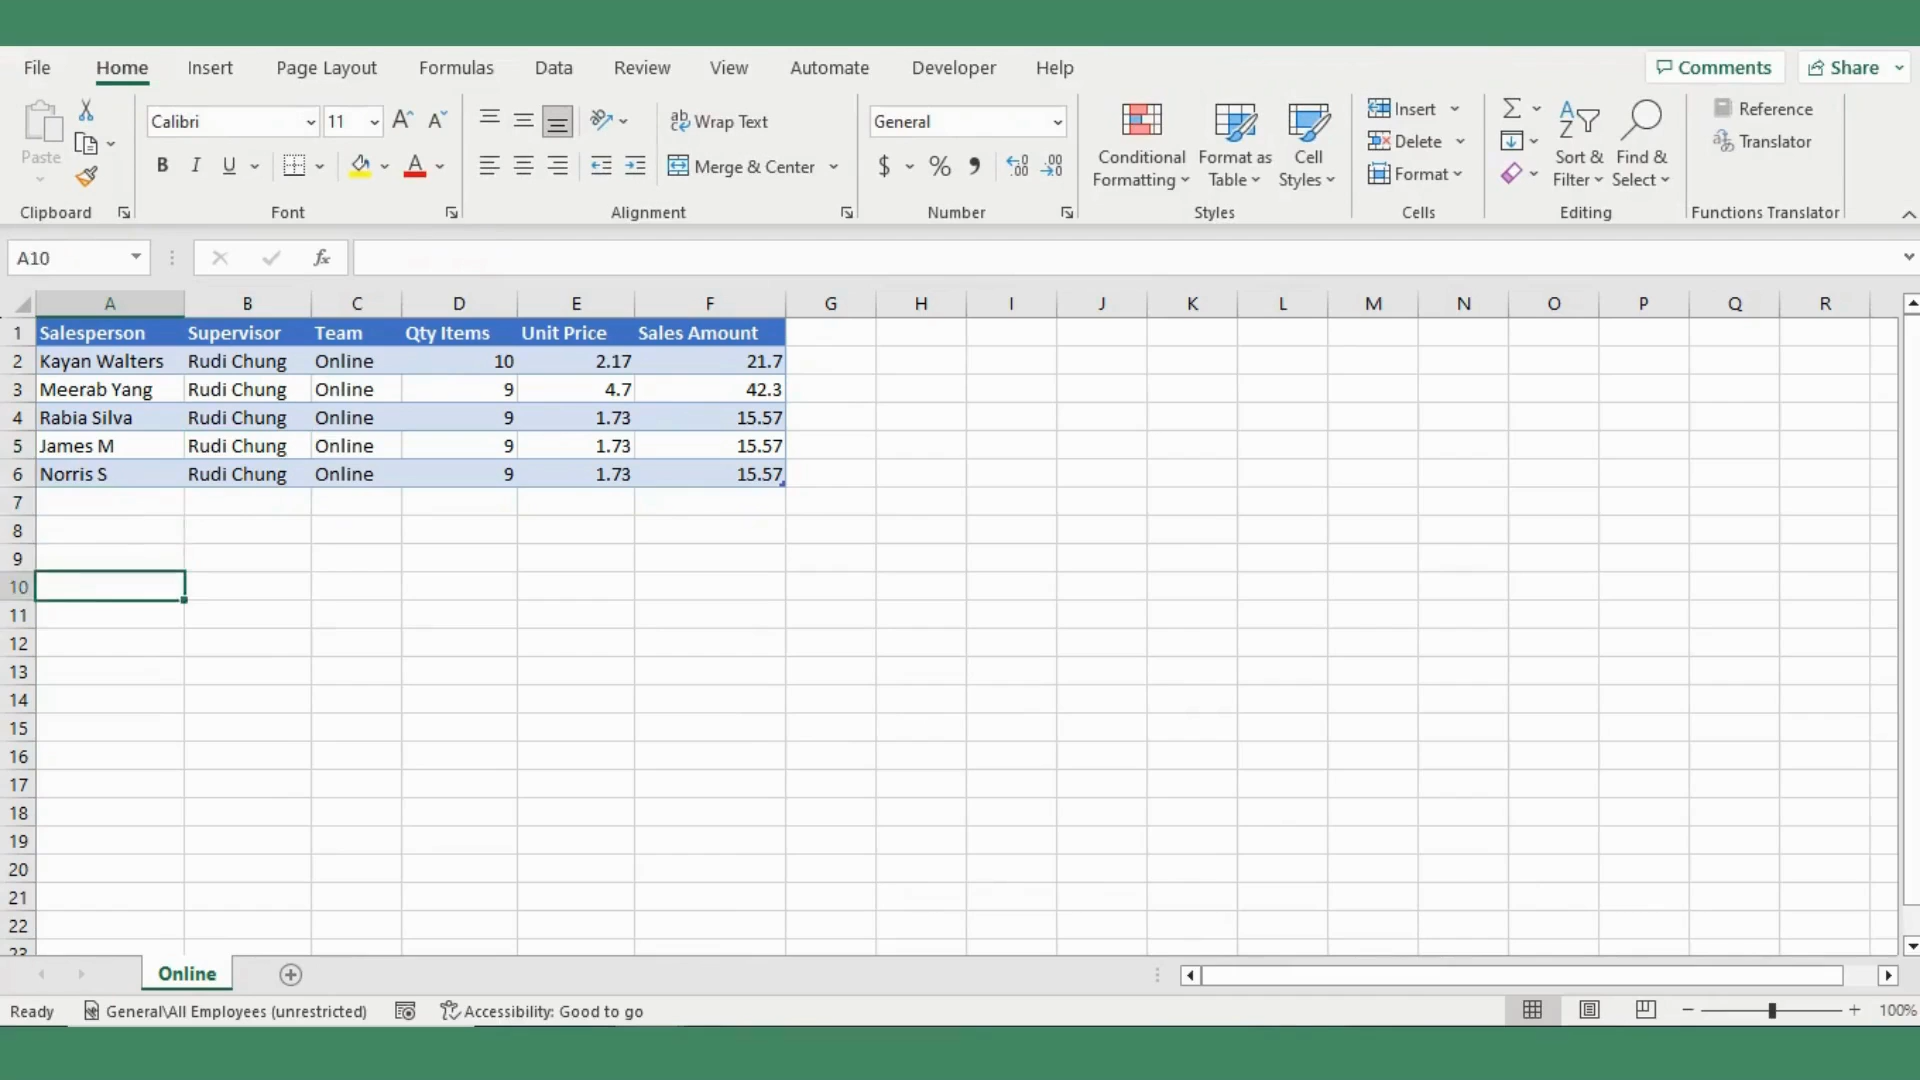 File Home Insert Page Layout Formulas Data Review View Automate Developer Help Comments Share
Calibri 11 A A ab Wrap Text General Insert Σ A Z Reference
Paste B I U A Merge & Center $ % , .00 .00 Conditional Formatting Format as Table Cell Styles Delete Sort & Filter Find & Select Translator
Format
Clipboard Font Alignment Number Styles Cells Editing Functions Translator
A10 fx
A B C D E F G H I J K L M N O P Q R
1 Salesperson Supervisor Team Qty Items Unit Price Sales Amount
2 Kayan Walters Rudi Chung Online 10 2.17 21.7
3 Meerab Yang Rudi Chung Online 9 4.7 42.3
4 Rabia Silva Rudi Chung Online 9 1.73 15.57
5 James M Rudi Chung Online 9 1.73 15.57
6 Norris S Rudi Chung Online 9 1.73 15.57
7
8
9
10
11
12
13
14
15
16
17
18
19
20
21
22
23
Online
Ready General\All Employees (unrestricted) Accessibility: Good to go 100%